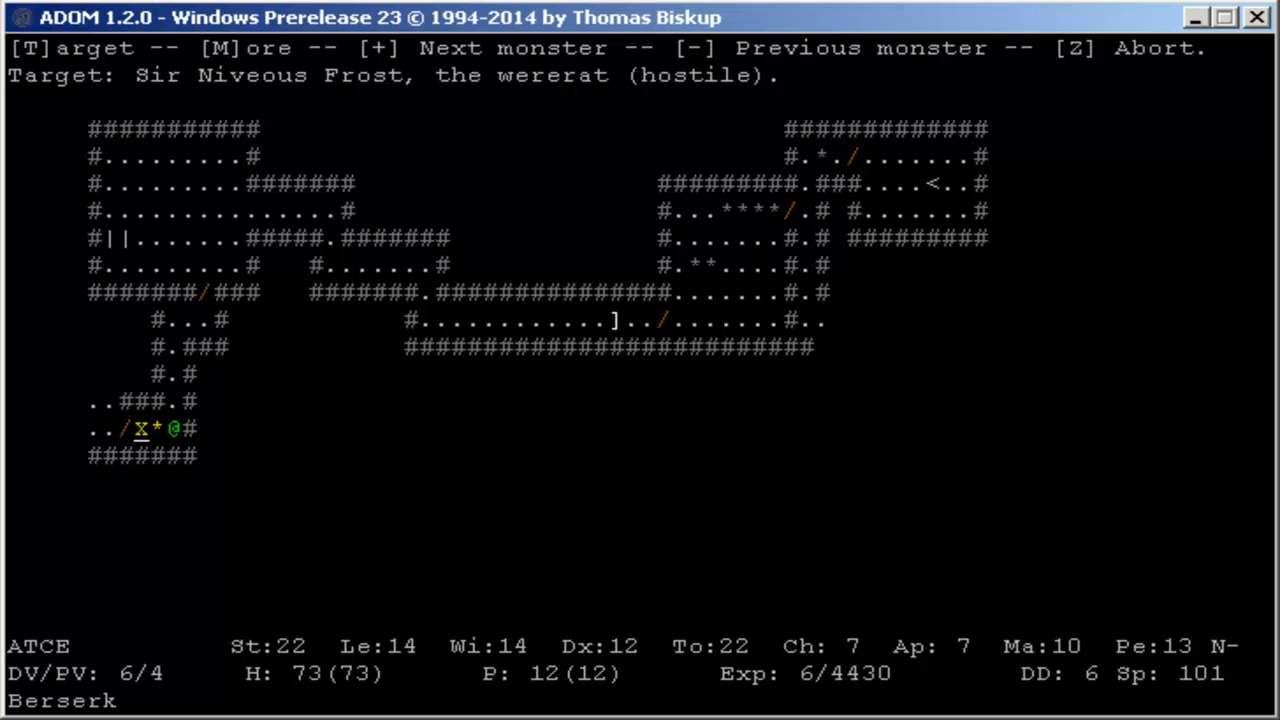 ADOM 1.2.0 - Windows Prerelease 23 © 1994-2014 by Thomas Biskup
[T]arget -- [M]ore -- [+] Next monster -- [-] Previous monster -- [Z] Abort.
Target: Sir Niveous Frost, the wererat (hostile).
###########                                 #############
#.........#                                 #.*./.......#
#.........#######                   #########.###....<..#
#...............#                   #...****/.# #.......#
#||.......#####.#######             #.......#.# #########
#.........#   #.......#             #.**....#.#
#######/###   #######.###############.......#.#
#...#           #............]../.......#..
#.###           ##########################
#.#
..###.#
../X*@#
#######
ATCE St:22 Le:14 Wi:14 Dx:12 To:22 Ch: 7 Ap: 7 Ma:10 Pe:13 N-
DV/PV: 6/4 H: 73(73) P: 12(12) Exp: 6/4430 DD: 6 Sp: 101
Berserk